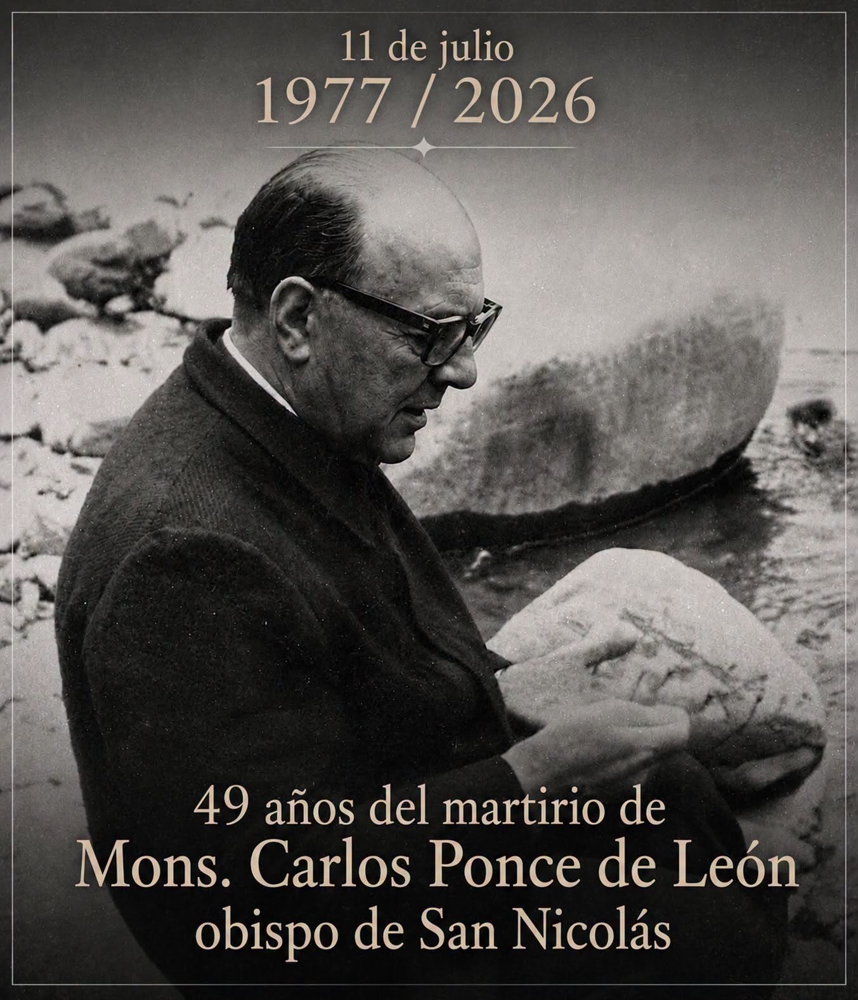 11 de julio
1977 / 2026
49 años del martirio de
Mons. Carlos Ponce de León
obispo de San Nicolás